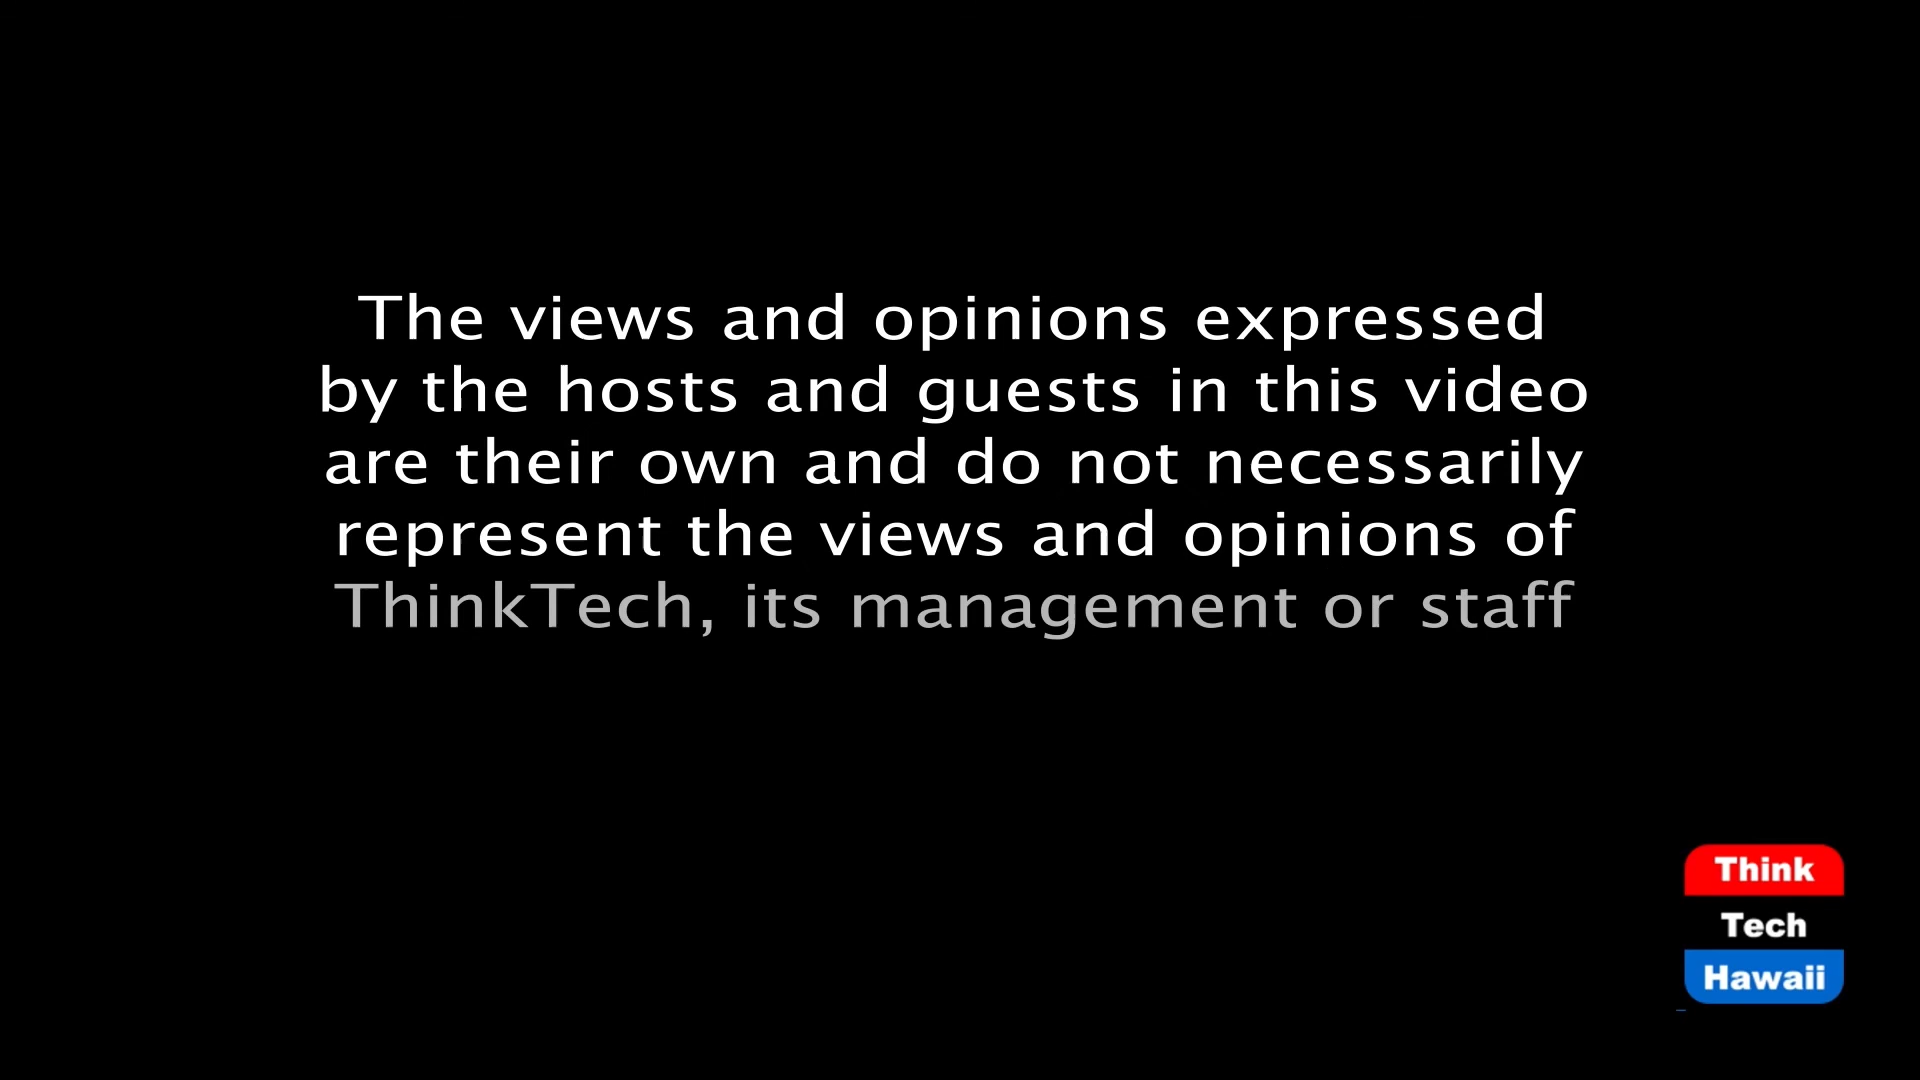 The views and opinions expressed
by the hosts and guests in this video
are their own and do not necessarily
represent the views and opinions of
ThinkTech, its management or staff
Think
Tech
Hawaii